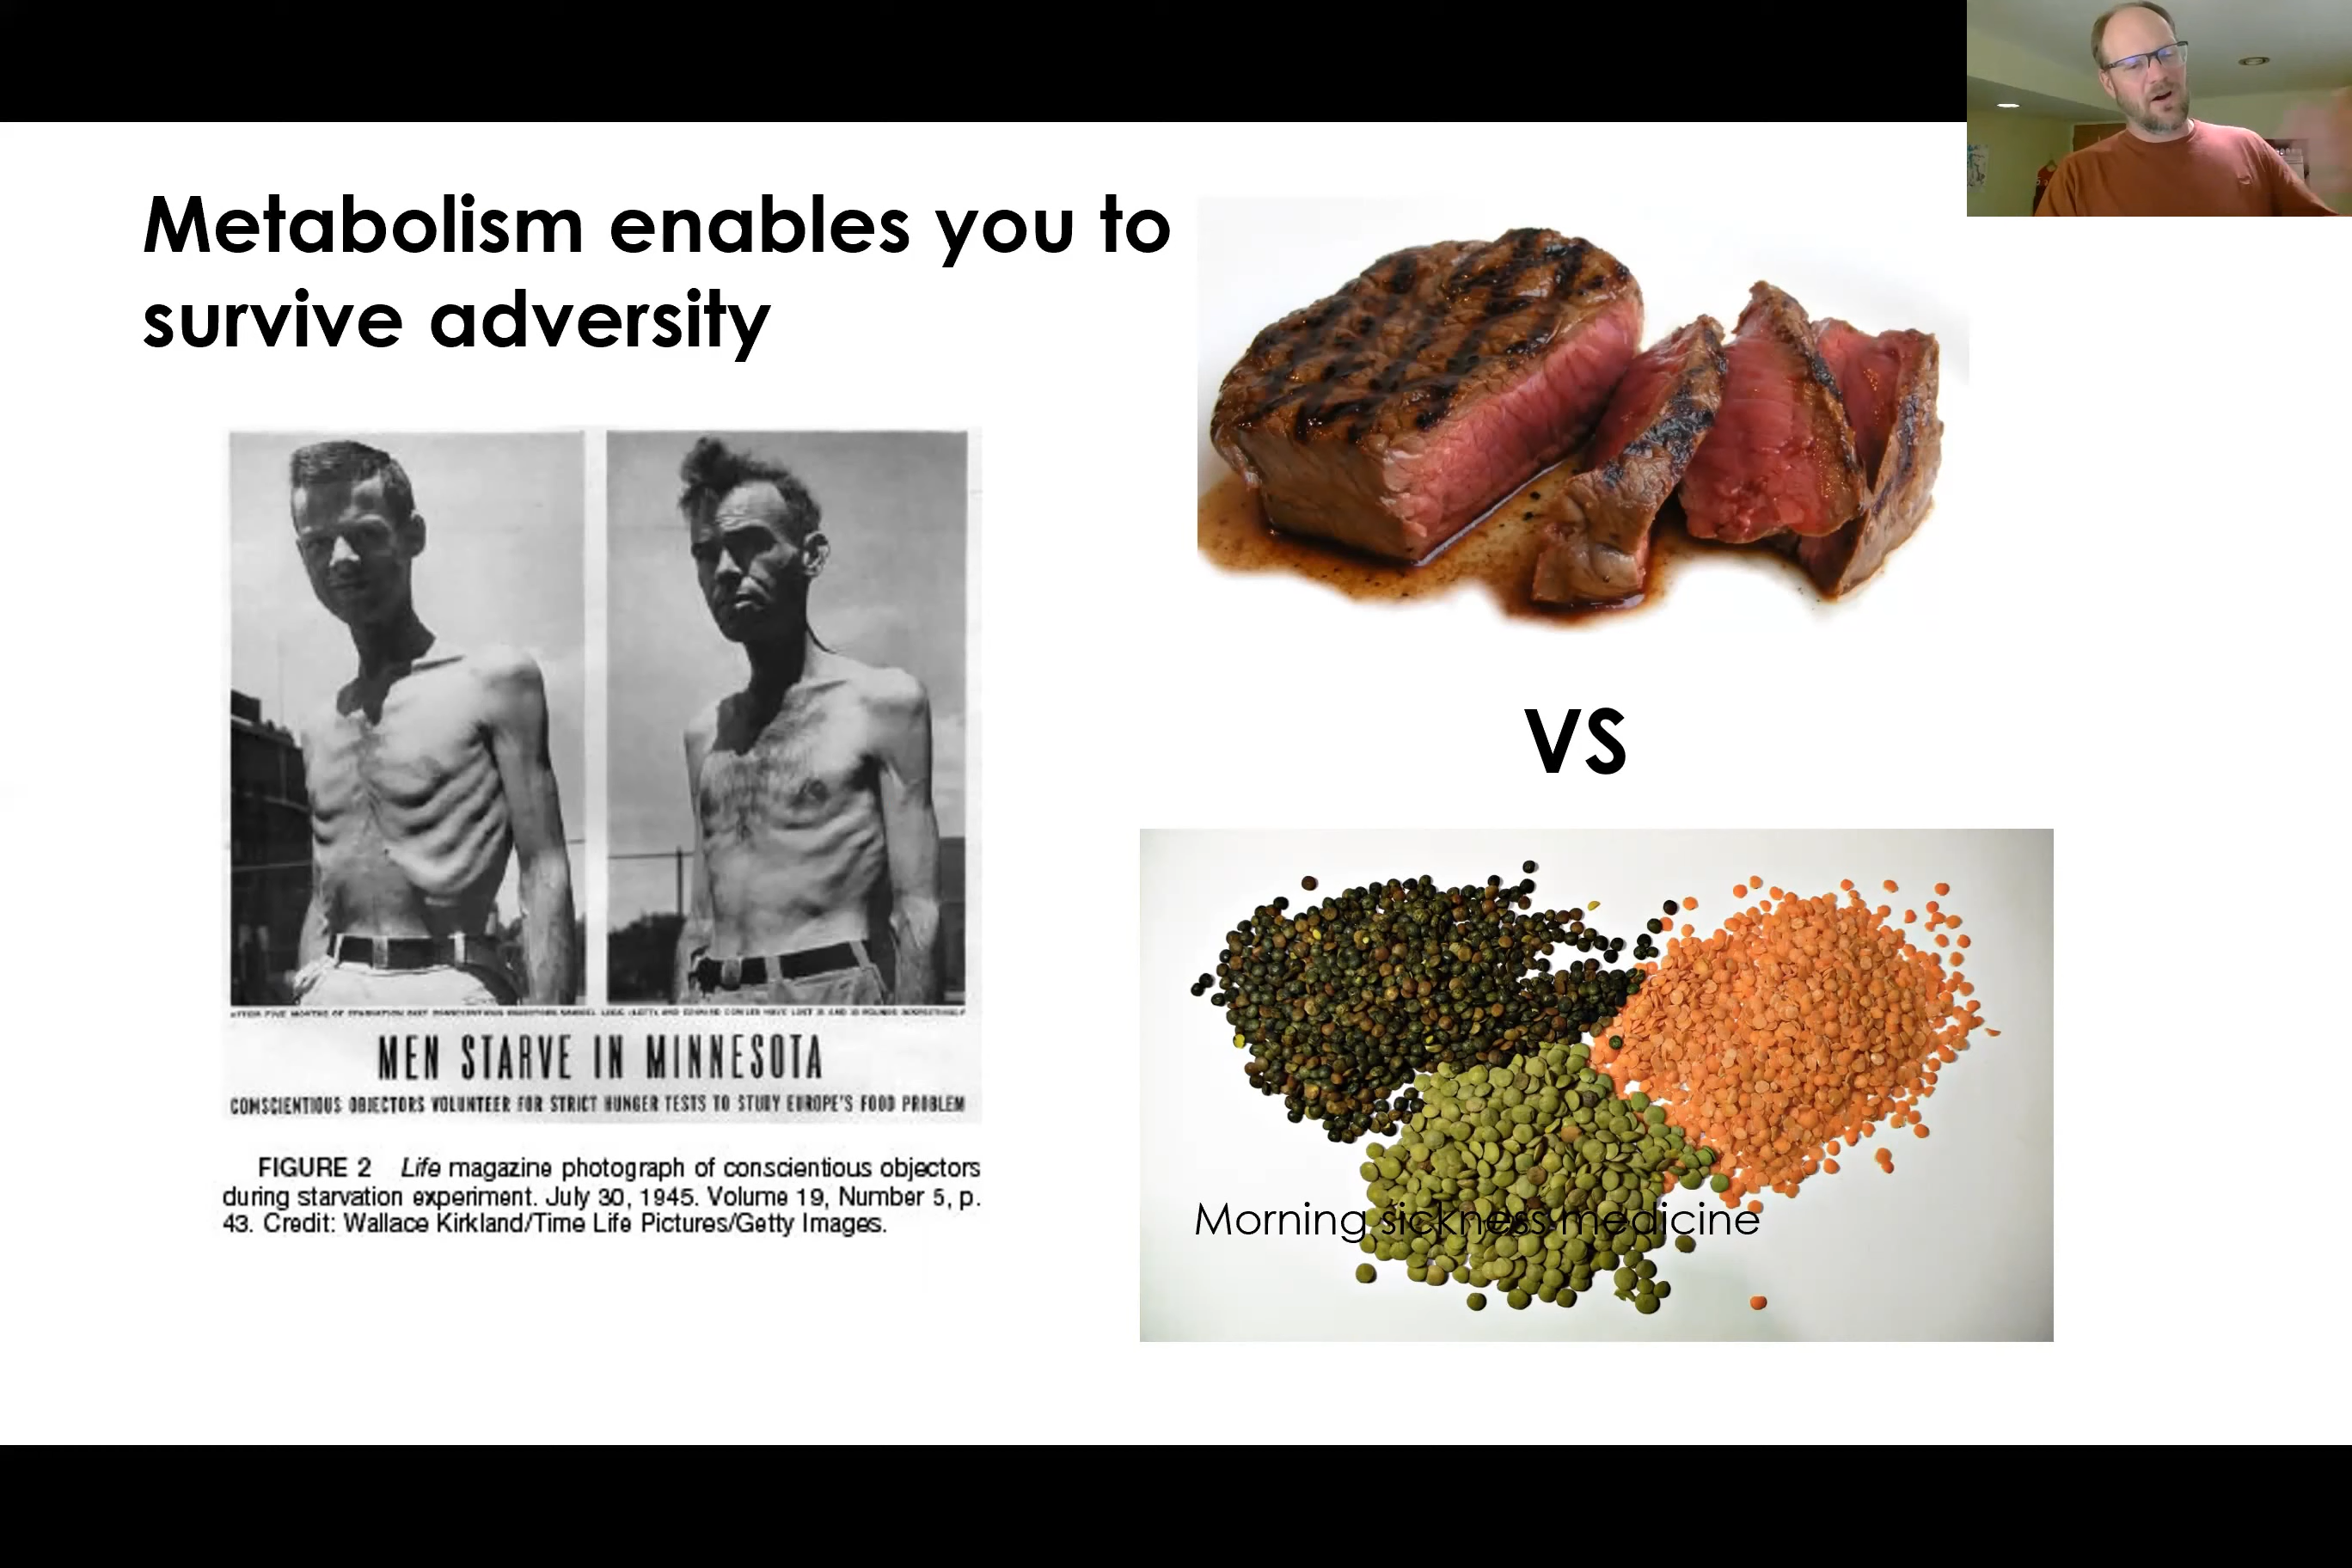 Metabolism enables you to
survive adversity
MEN STARVE IN MINNESOTA
CONSCIENTIOUS OBJECTORS VOLUNTEER FOR STRICT HUNGER TESTS TO STUDY EUROPE'S FOOD PROBLEM
FIGURE 2 Life magazine photograph of conscientious objectors
during starvation experiment. July 30, 1945. Volume 19, Number 5, p.
43. Credit: Wallace Kirkland/Time Life Pictures/Getty Images.
VS
Morning sickness medicine